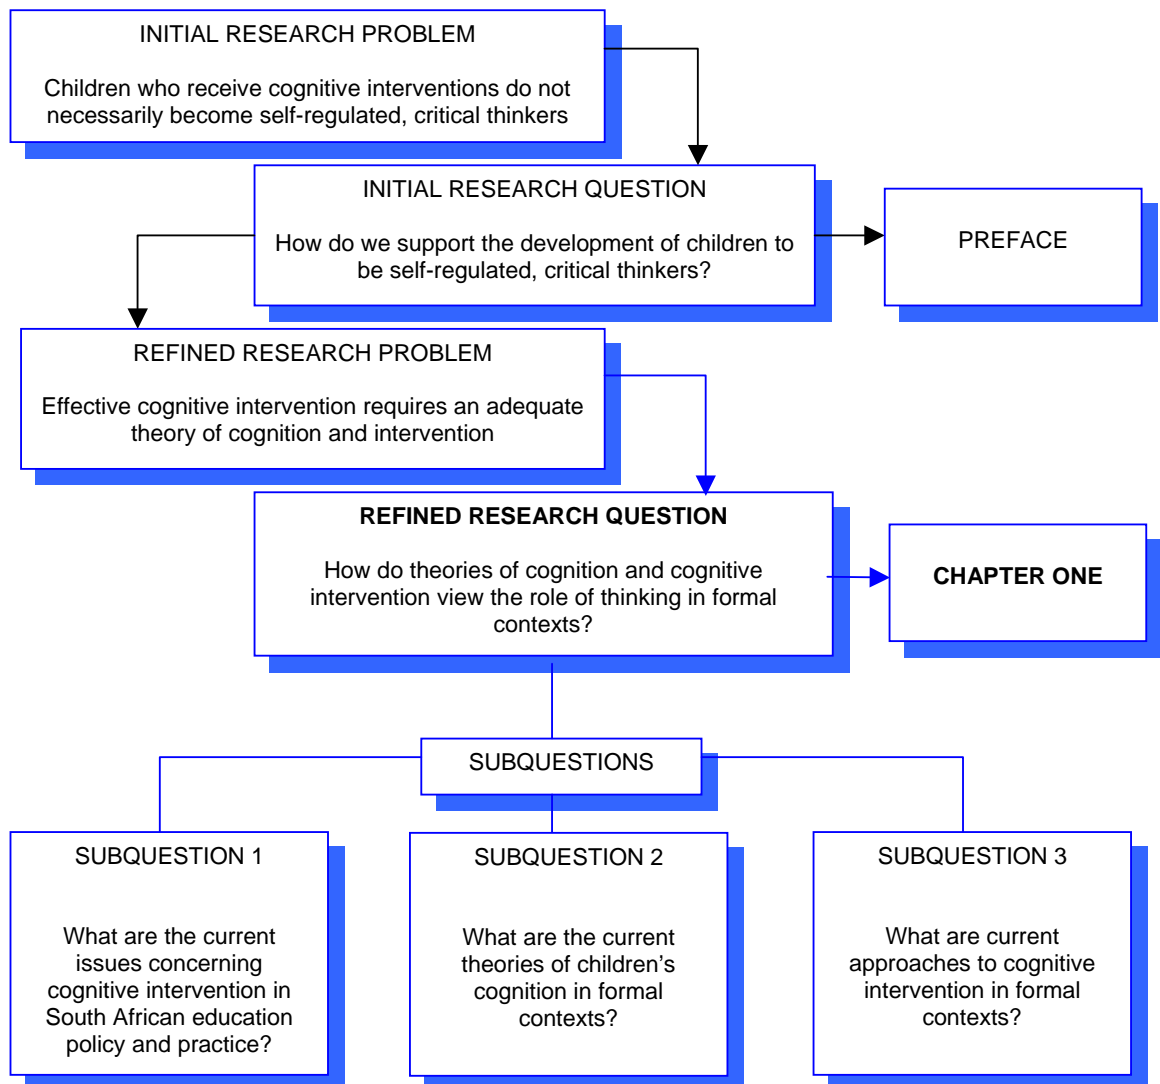 INITIAL RESEARCH PROBLEM
Children who receive cognitive interventions do not
necessarily become self-regulated, critical thinkers
INITIAL RESEARCH QUESTION
How do we support the development of children to
be self-regulated, critical thinkers?
PREFACE
REFINED RESEARCH PROBLEM
Effective cognitive intervention requires an adequate
theory of cognition and intervention
REFINED RESEARCH QUESTION
How do theories of cognition and cognitive
intervention view the role of thinking in formal
contexts?
CHAPTER ONE
SUBQUESTIONS
SUBQUESTION 1
What are the current
issues concerning
cognitive intervention in
South African education
policy and practice?
SUBQUESTION 2
What are the current
theories of children’s
cognition in formal
contexts?
SUBQUESTION 3
What are current
approaches to cognitive
intervention in formal
contexts?